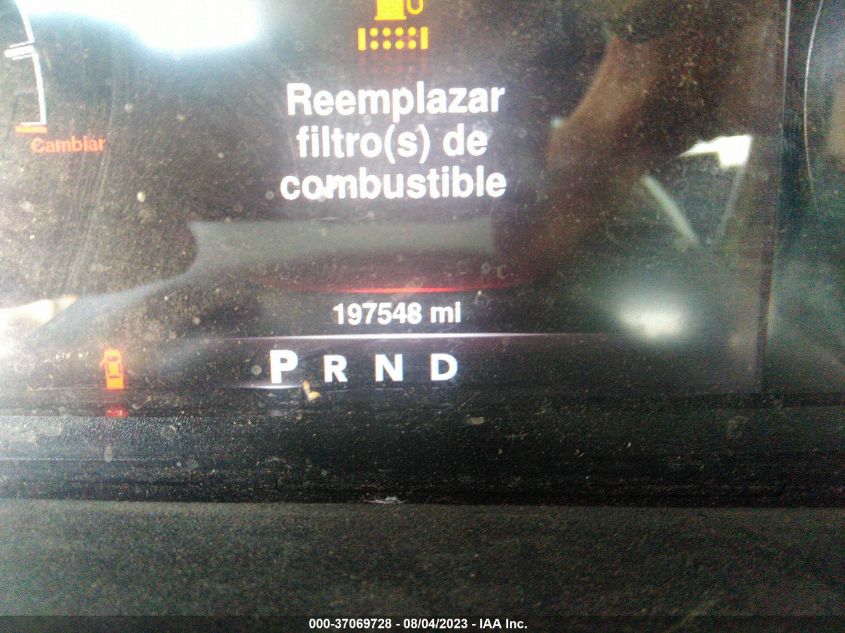 Reemplazar
filtro(s) de
combustible
Cambiar
197548 mi
P R N D
000-37069728 - 08/04/2023 - IAA Inc.